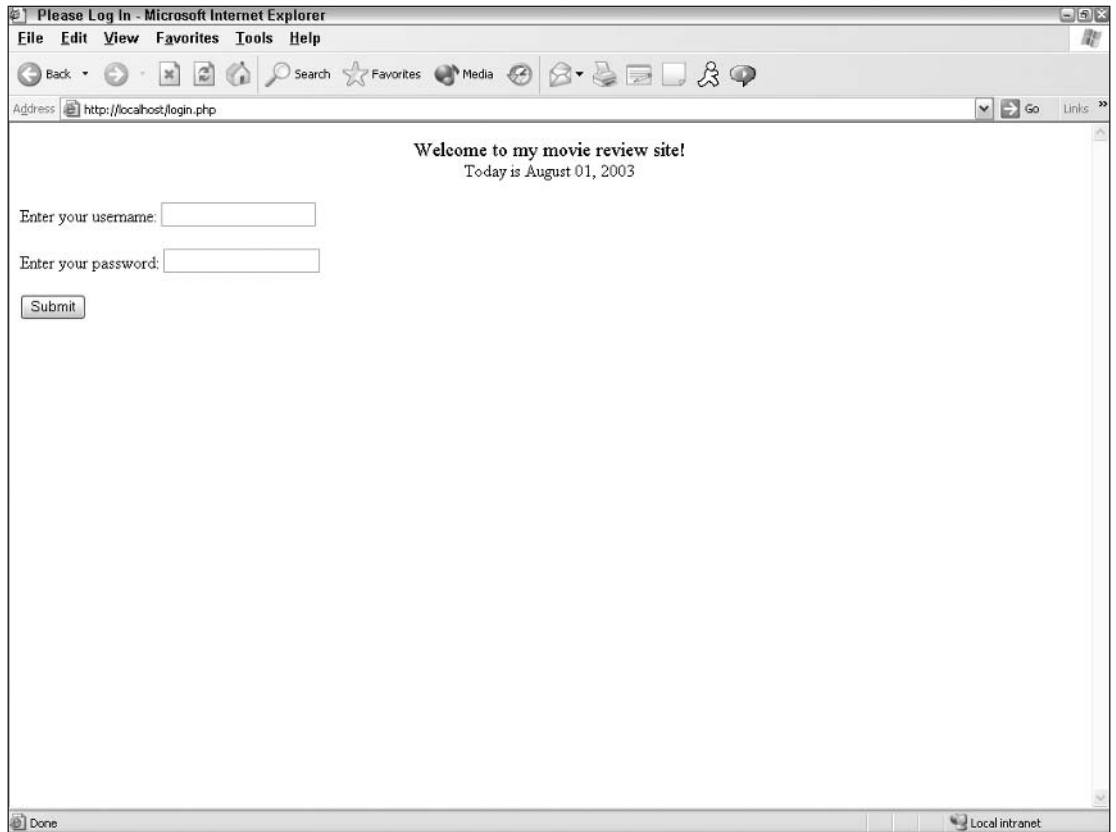 Please Log In - Microsoft Internet Explorer
File Edit View Favorites Tools Help
Back Search Favorites Media
Address http://localhost/login.php Go Links »
Welcome to my movie review site!
Today is August 01, 2003
Enter your username:
Enter your password:
Submit
Done Local intranet